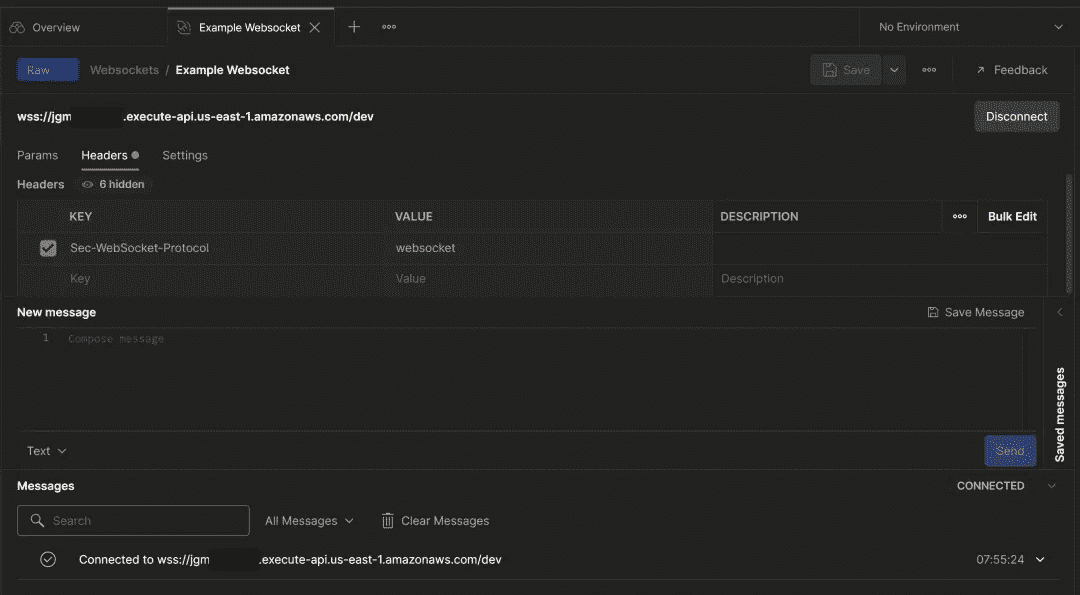 Overview Example Websocket No Environment
Raw Websockets / Example Websocket Save Feedback
wss://jgm .execute-api.us-east-1.amazonaws.com/dev Disconnect
Params Headers Settings
Headers 6 hidden
KEY VALUE DESCRIPTION Bulk Edit
Sec-WebSocket-Protocol websocket
Key Value Description
New message Save Message
1 Compose message
Saved messages
Text Send
Messages CONNECTED
Search All Messages Clear Messages
Connected to wss://jgm .execute-api.us-east-1.amazonaws.com/dev 07:55:24